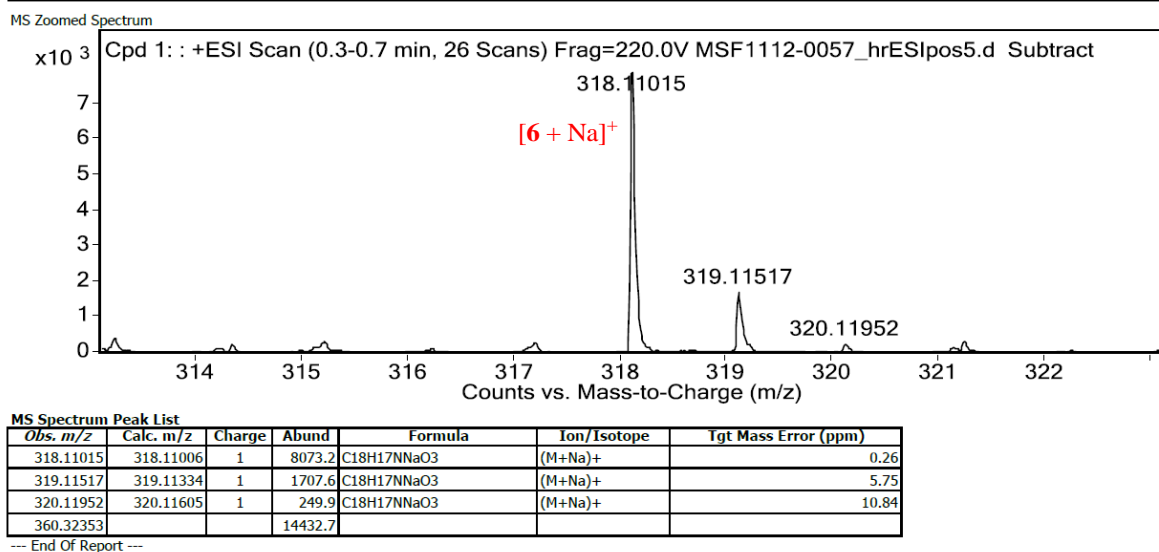 MS Zoomed Spectrum
x10 3 Cpd 1: : +ESI Scan (0.3-0.7 min, 26 Scans) Frag=220.0V MSF1112-0057_hrESIpos5.d Subtract
318.11015
7
[6 + Na]+
6
5
4
3
319.11517
2
320.11952
1
0
314 315 316 317 318 319 320 321 322
Counts vs. Mass-to-Charge (m/z)
MS Spectrum Peak List
Obs. m/z Calc. m/z Charge Abund Formula Ion/Isotope Tgt Mass Error (ppm)
318.11015 318.11006 1 8073.2 C18H17NNaO3 (M+Na)+ 0.26
319.11517 319.11334 1 1707.6 C18H17NNaO3 (M+Na)+ 5.75
320.11952 320.11605 1 249.9 C18H17NNaO3 (M+Na)+ 10.84
360.32353 14432.7
--- End Of Report ---